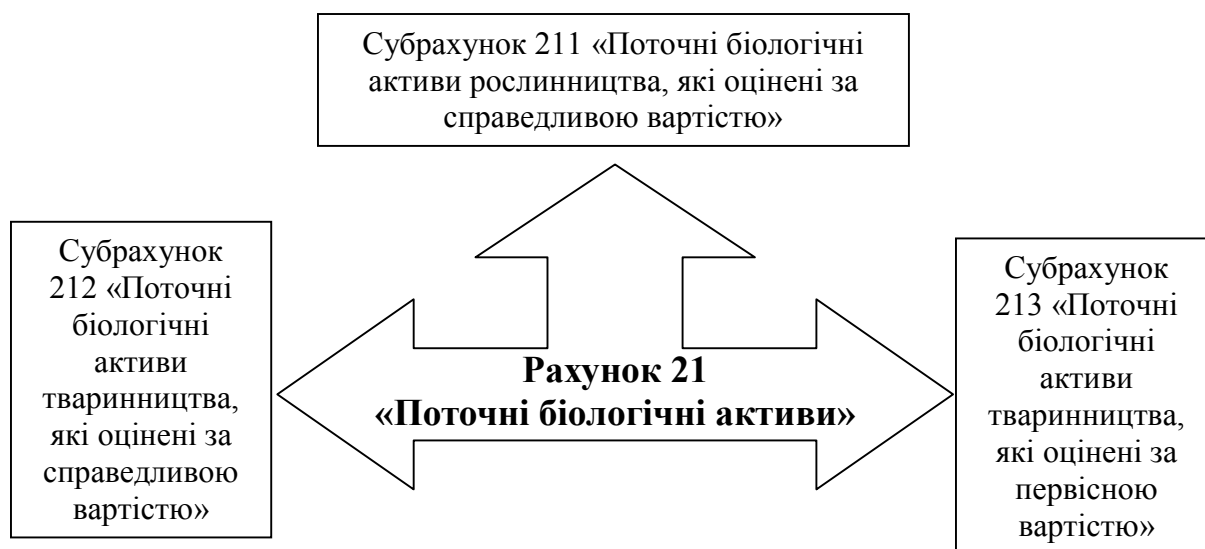 Субрахунок 211 «Поточні біологічні
активи рослинництва, які оцінені за
справедливою вартістю»
Субрахунок
212 «Поточні
біологічні
активи
тваринництва,
які оцінені за
справедливою
вартістю»
Рахунок 21
«Поточні біологічні активи»
Субрахунок
213 «Поточні
біологічні
активи
тваринництва,
які оцінені за
первісною
вартістю»